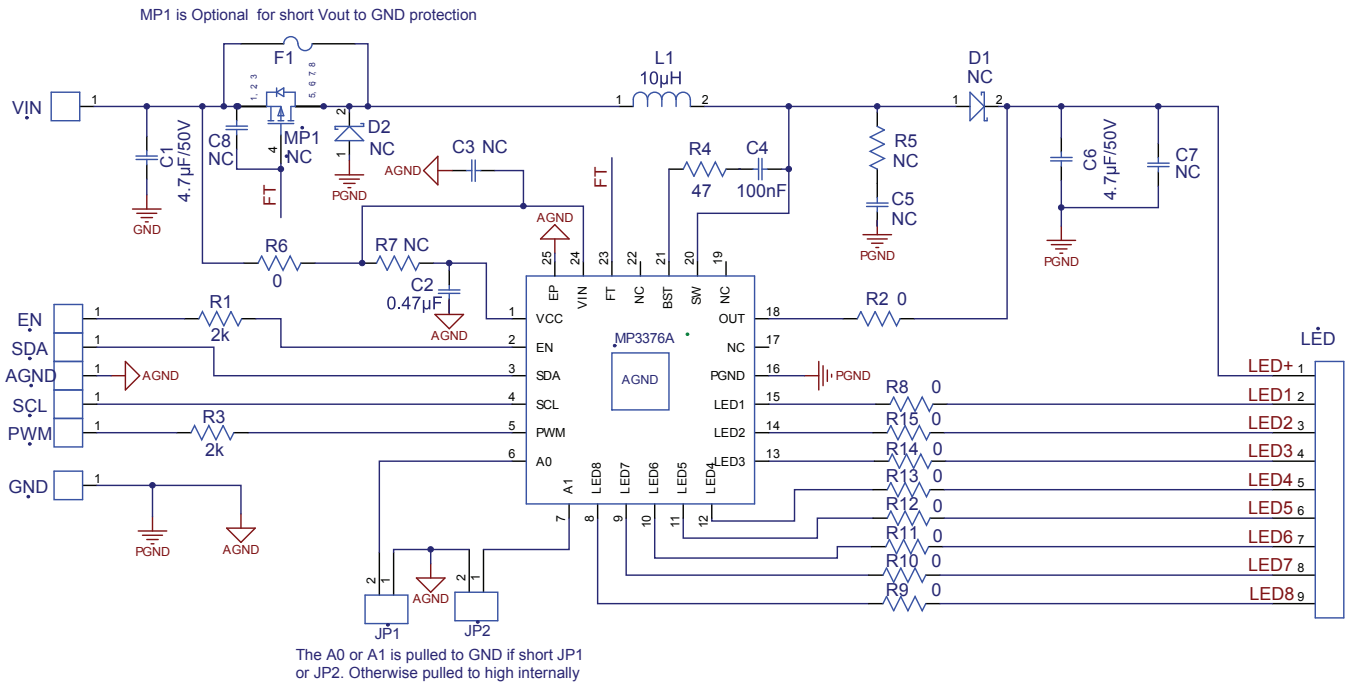 MP1 is Optional for short Vout to GND protection
F1
L1
10µH
D1
NC
VIN
1
1, 2 3
5, 6, 7, 8
4
MP1
NC
C8
NC
C1
4.7µF/50V
GND
FT
2
1
D2
NC
PGND
C3 NC
AGND
1
2
FT
R4
47
C4
100nF
R5
NC
C5
NC
PGND
1
2
C6
4.7µF/50V
C7
NC
PGND
AGND
R6
0
R7 NC
C2
0.47µF
AGND
25
24
23
22
21
20
19
EP
VIN
FT
NC
BST
SW
NC
EN
1
R1
2k
SDA
1
AGND
1
AGND
SCL
1
PWM
1
R3
2k
GND
1
PGND
AGND
1
VCC
2
EN
3
SDA
4
SCL
5
PWM
6
A0
MP3376A
AGND
OUT
18
NC
17
PGND
16
PGND
LED1
15
LED2
14
LED3
13
A1
LED8
LED7
LED6
LED5
LED4
7
8
9
10
11
12
R2 0
R8 0
R15 0
R14 0
R13 0
R12 0
R11 0
R10 0
R9 0
LED
LED+ 1
LED1 2
LED2 3
LED3 4
LED4 5
LED5 6
LED6 7
LED7 8
LED8 9
2
1
JP1
AGND
2
1
JP2
The A0 or A1 is pulled to GND if short JP1
or JP2. Otherwise pulled to high internally